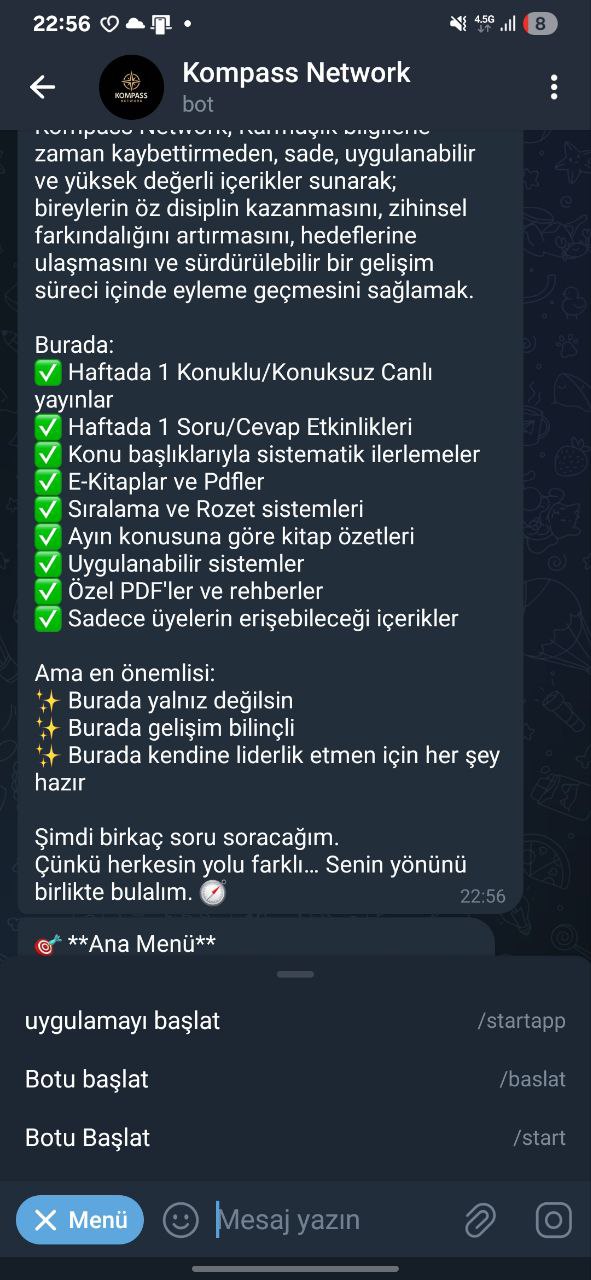 22:56
4.5G
8
KOMPASS
NETWORK
Kompass Network
bot
Kompass Network, Karmaşık bilgilerle
zaman kaybettirmeden, sade, uygulanabilir
ve yüksek değerli içerikler sunarak;
bireylerin öz disiplin kazanmasını, zihinsel
farkındalığını artırmasını, hedeflerine
ulaşmasını ve sürdürülebilir bir gelişim
süreci içinde eyleme geçmesini sağlamak.
Burada:
✅ Haftada 1 Konuklu/Konuksuz Canlı
yayınlar
✅ Haftada 1 Soru/Cevap Etkinlikleri
✅ Konu başlıklarıyla sistematik ilerlemeler
✅ E-Kitaplar ve Pdfler
✅ Sıralama ve Rozet sistemleri
✅ Ayın konusuna göre kitap özetleri
✅ Uygulanabilir sistemler
✅ Özel PDF'ler ve rehberler
✅ Sadece üyelerin erişebileceği içerikler
Ama en önemlisi:
✨ Burada yalnız değilsin
✨ Burada gelişim bilinçli
✨ Burada kendine liderlik etmen için her şey
hazır
Şimdi birkaç soru soracağım.
Çünkü herkesin yolu farklı… Senin yönünü
birlikte bulalım. 🧭
22:56
🎯 **Ana Menü**
uygulamayı başlat /startapp
Botu başlat /baslat
Botu Başlat /start
Menü
Mesaj yazın